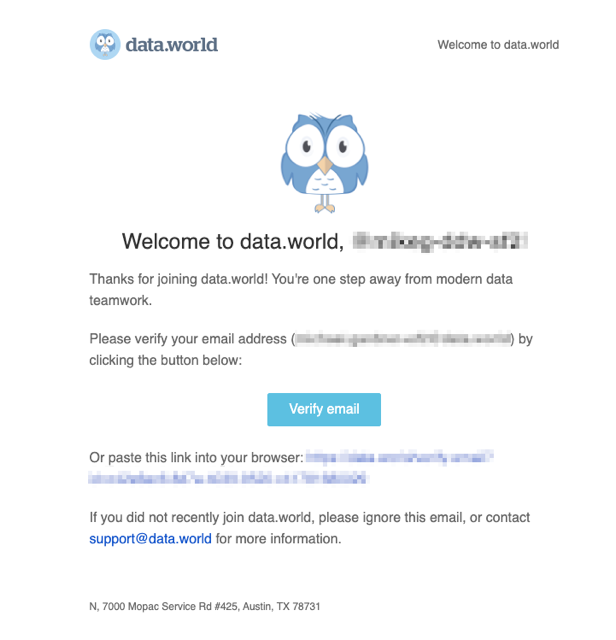 data.world
Welcome to data.world
Welcome to data.world,
Thanks for joining data.world! You're one step away from modern data
teamwork.
Please verify your email address () by
clicking the button below:
Verify email
Or paste this link into your browser:
If you did not recently join data.world, please ignore this email, or contact
support@data.world for more information.
N, 7000 Mopac Service Rd #425, Austin, TX 78731